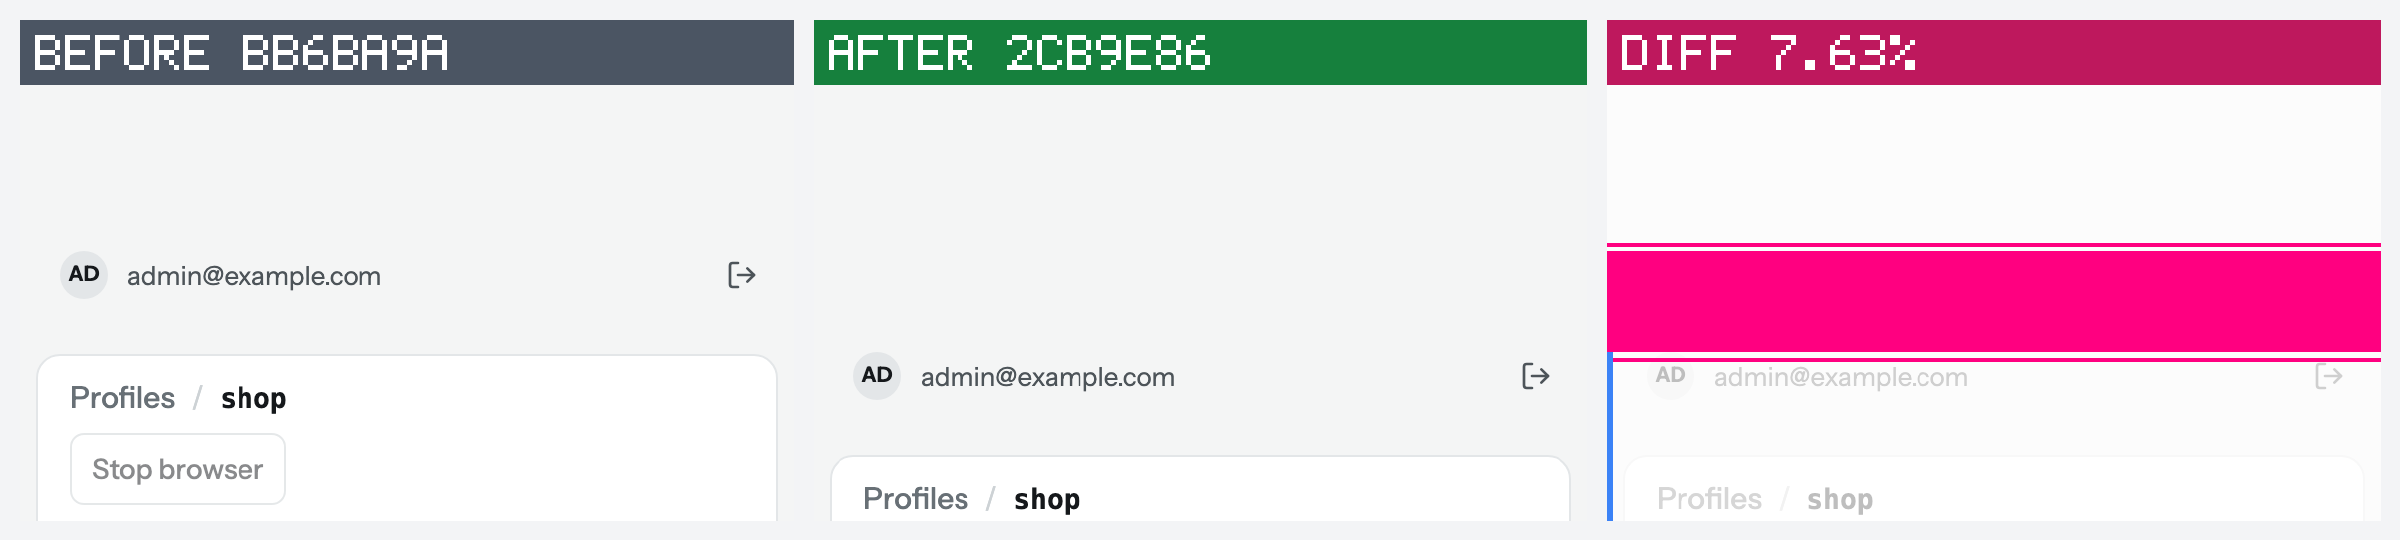 BEFORE BB6BA9A
AD admin@example.com
Profiles / shop
Stop browser
AFTER 2CB9E86
AD admin@example.com
Profiles / shop
DIFF 7.63%
AD admin@example.com
Profiles / shop